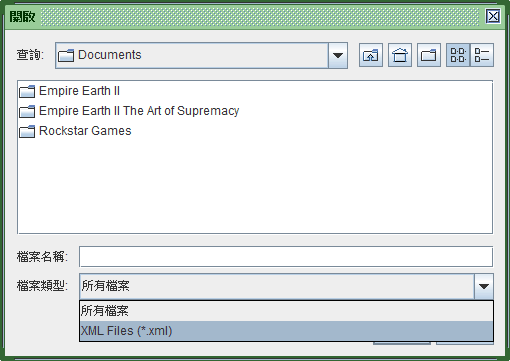 開啟
查詢: Documents
Empire Earth II
Empire Earth II The Art of Supremacy
Rockstar Games
檔案名稱:
檔案類型: 所有檔案
所有檔案
XML Files (*.xml)